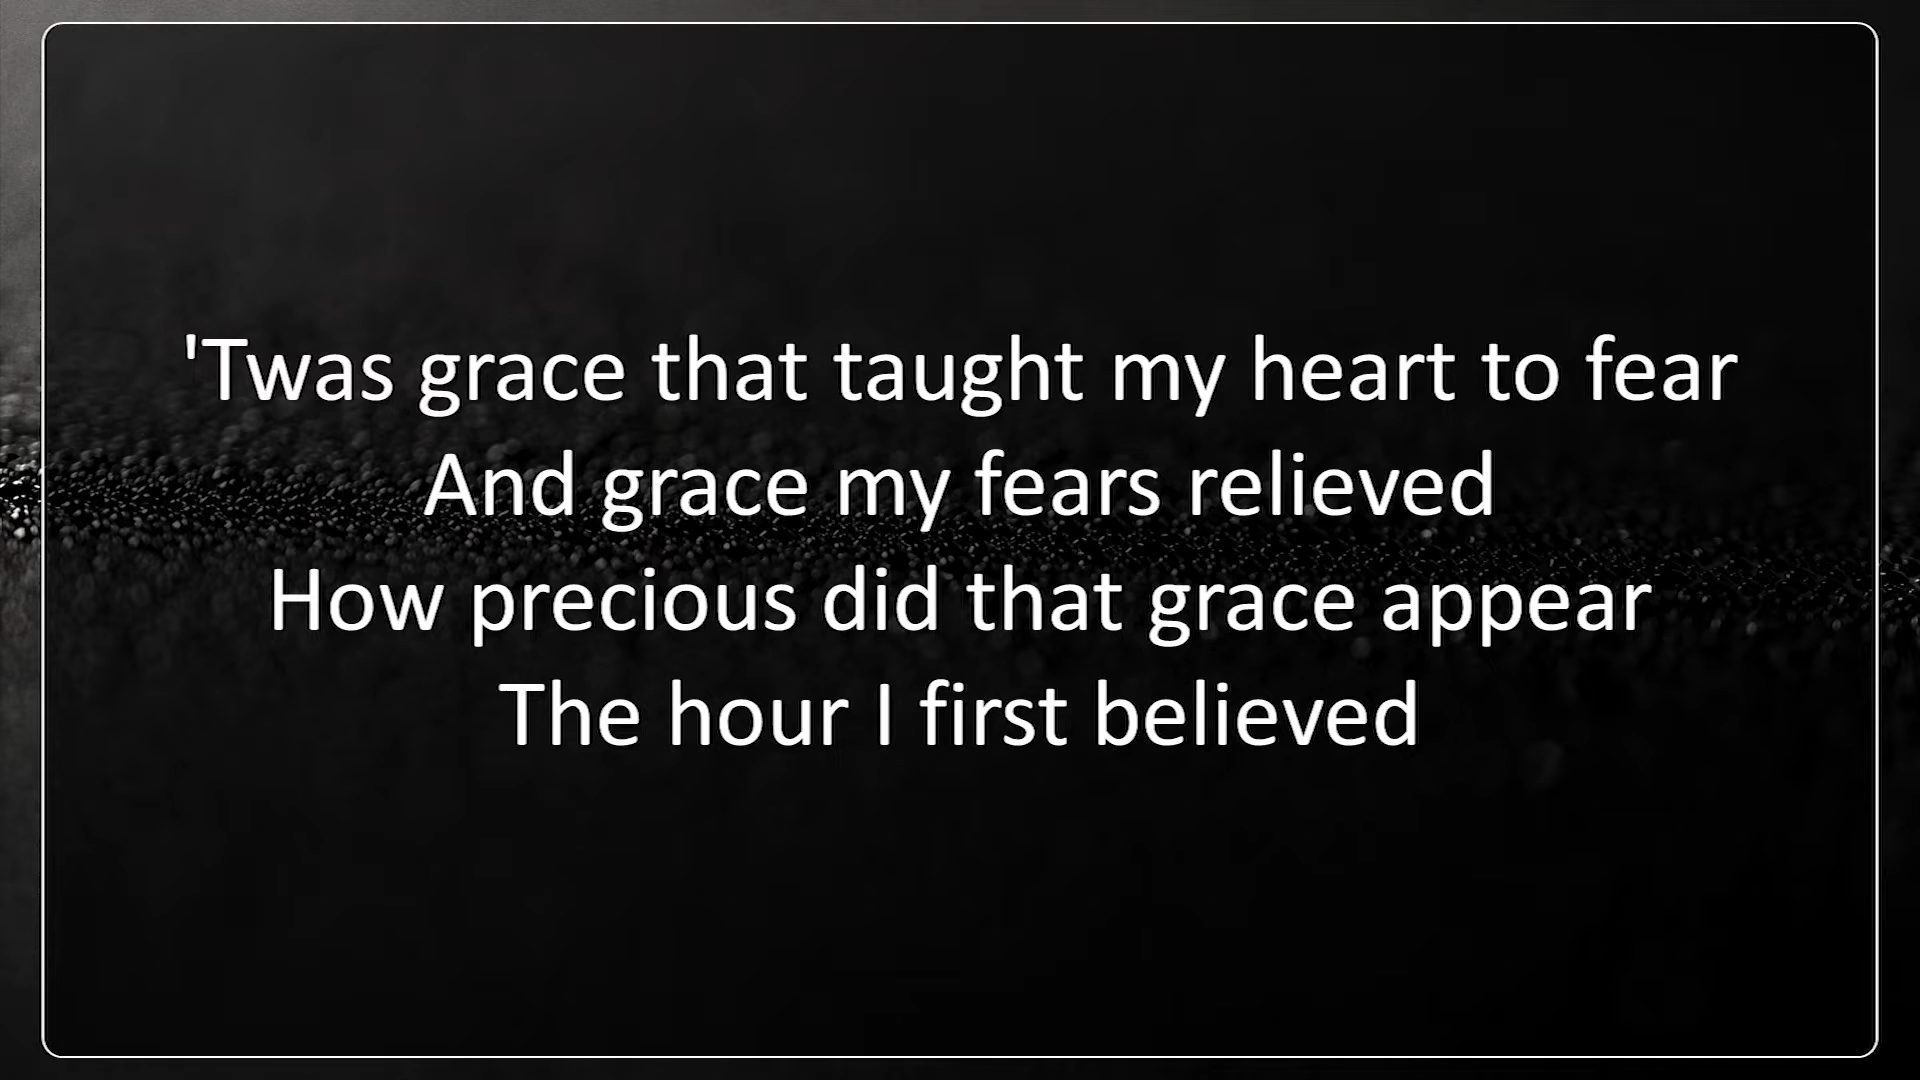 'Twas grace that taught my heart to fear
And grace my fears relieved
How precious did that grace appear
The hour I first believed